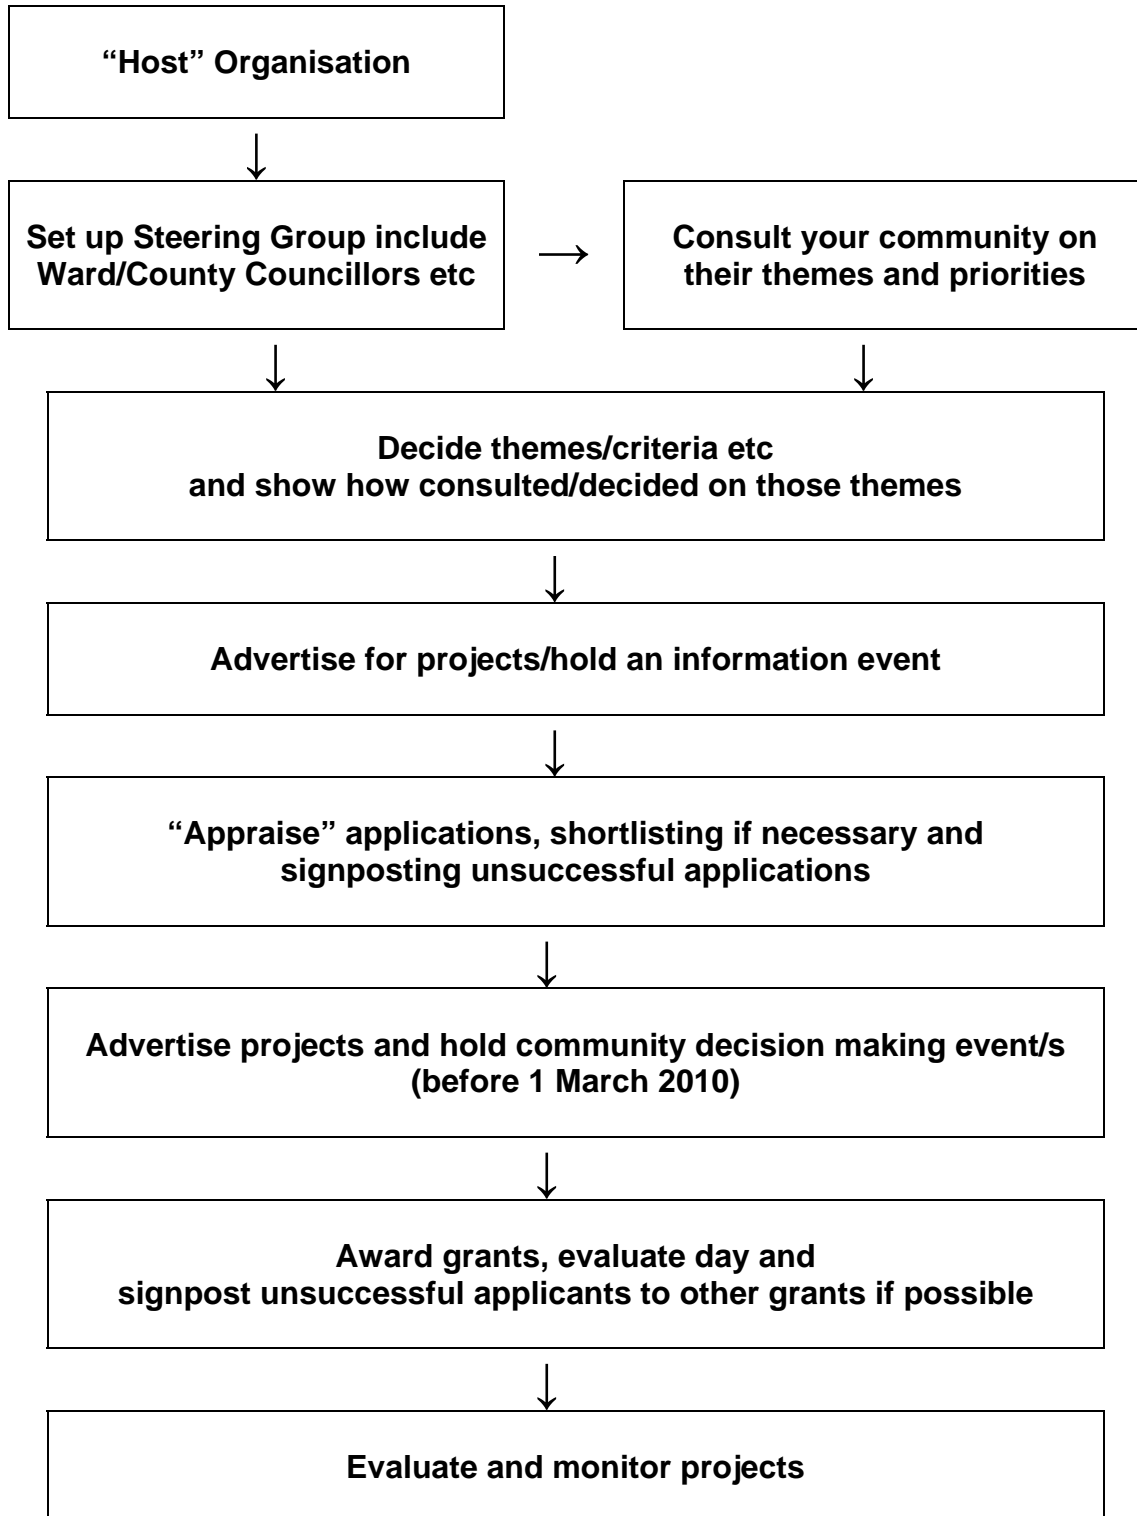 “Host” Organisation
Set up Steering Group include
Ward/County Councillors etc
Consult your community on
their themes and priorities
Decide themes/criteria etc
and show how consulted/decided on those themes
Advertise for projects/hold an information event
“Appraise” applications, shortlisting if necessary and
signposting unsuccessful applications
Advertise projects and hold community decision making event/s
(before 1 March 2010)
Award grants, evaluate day and
signpost unsuccessful applicants to other grants if possible
Evaluate and monitor projects